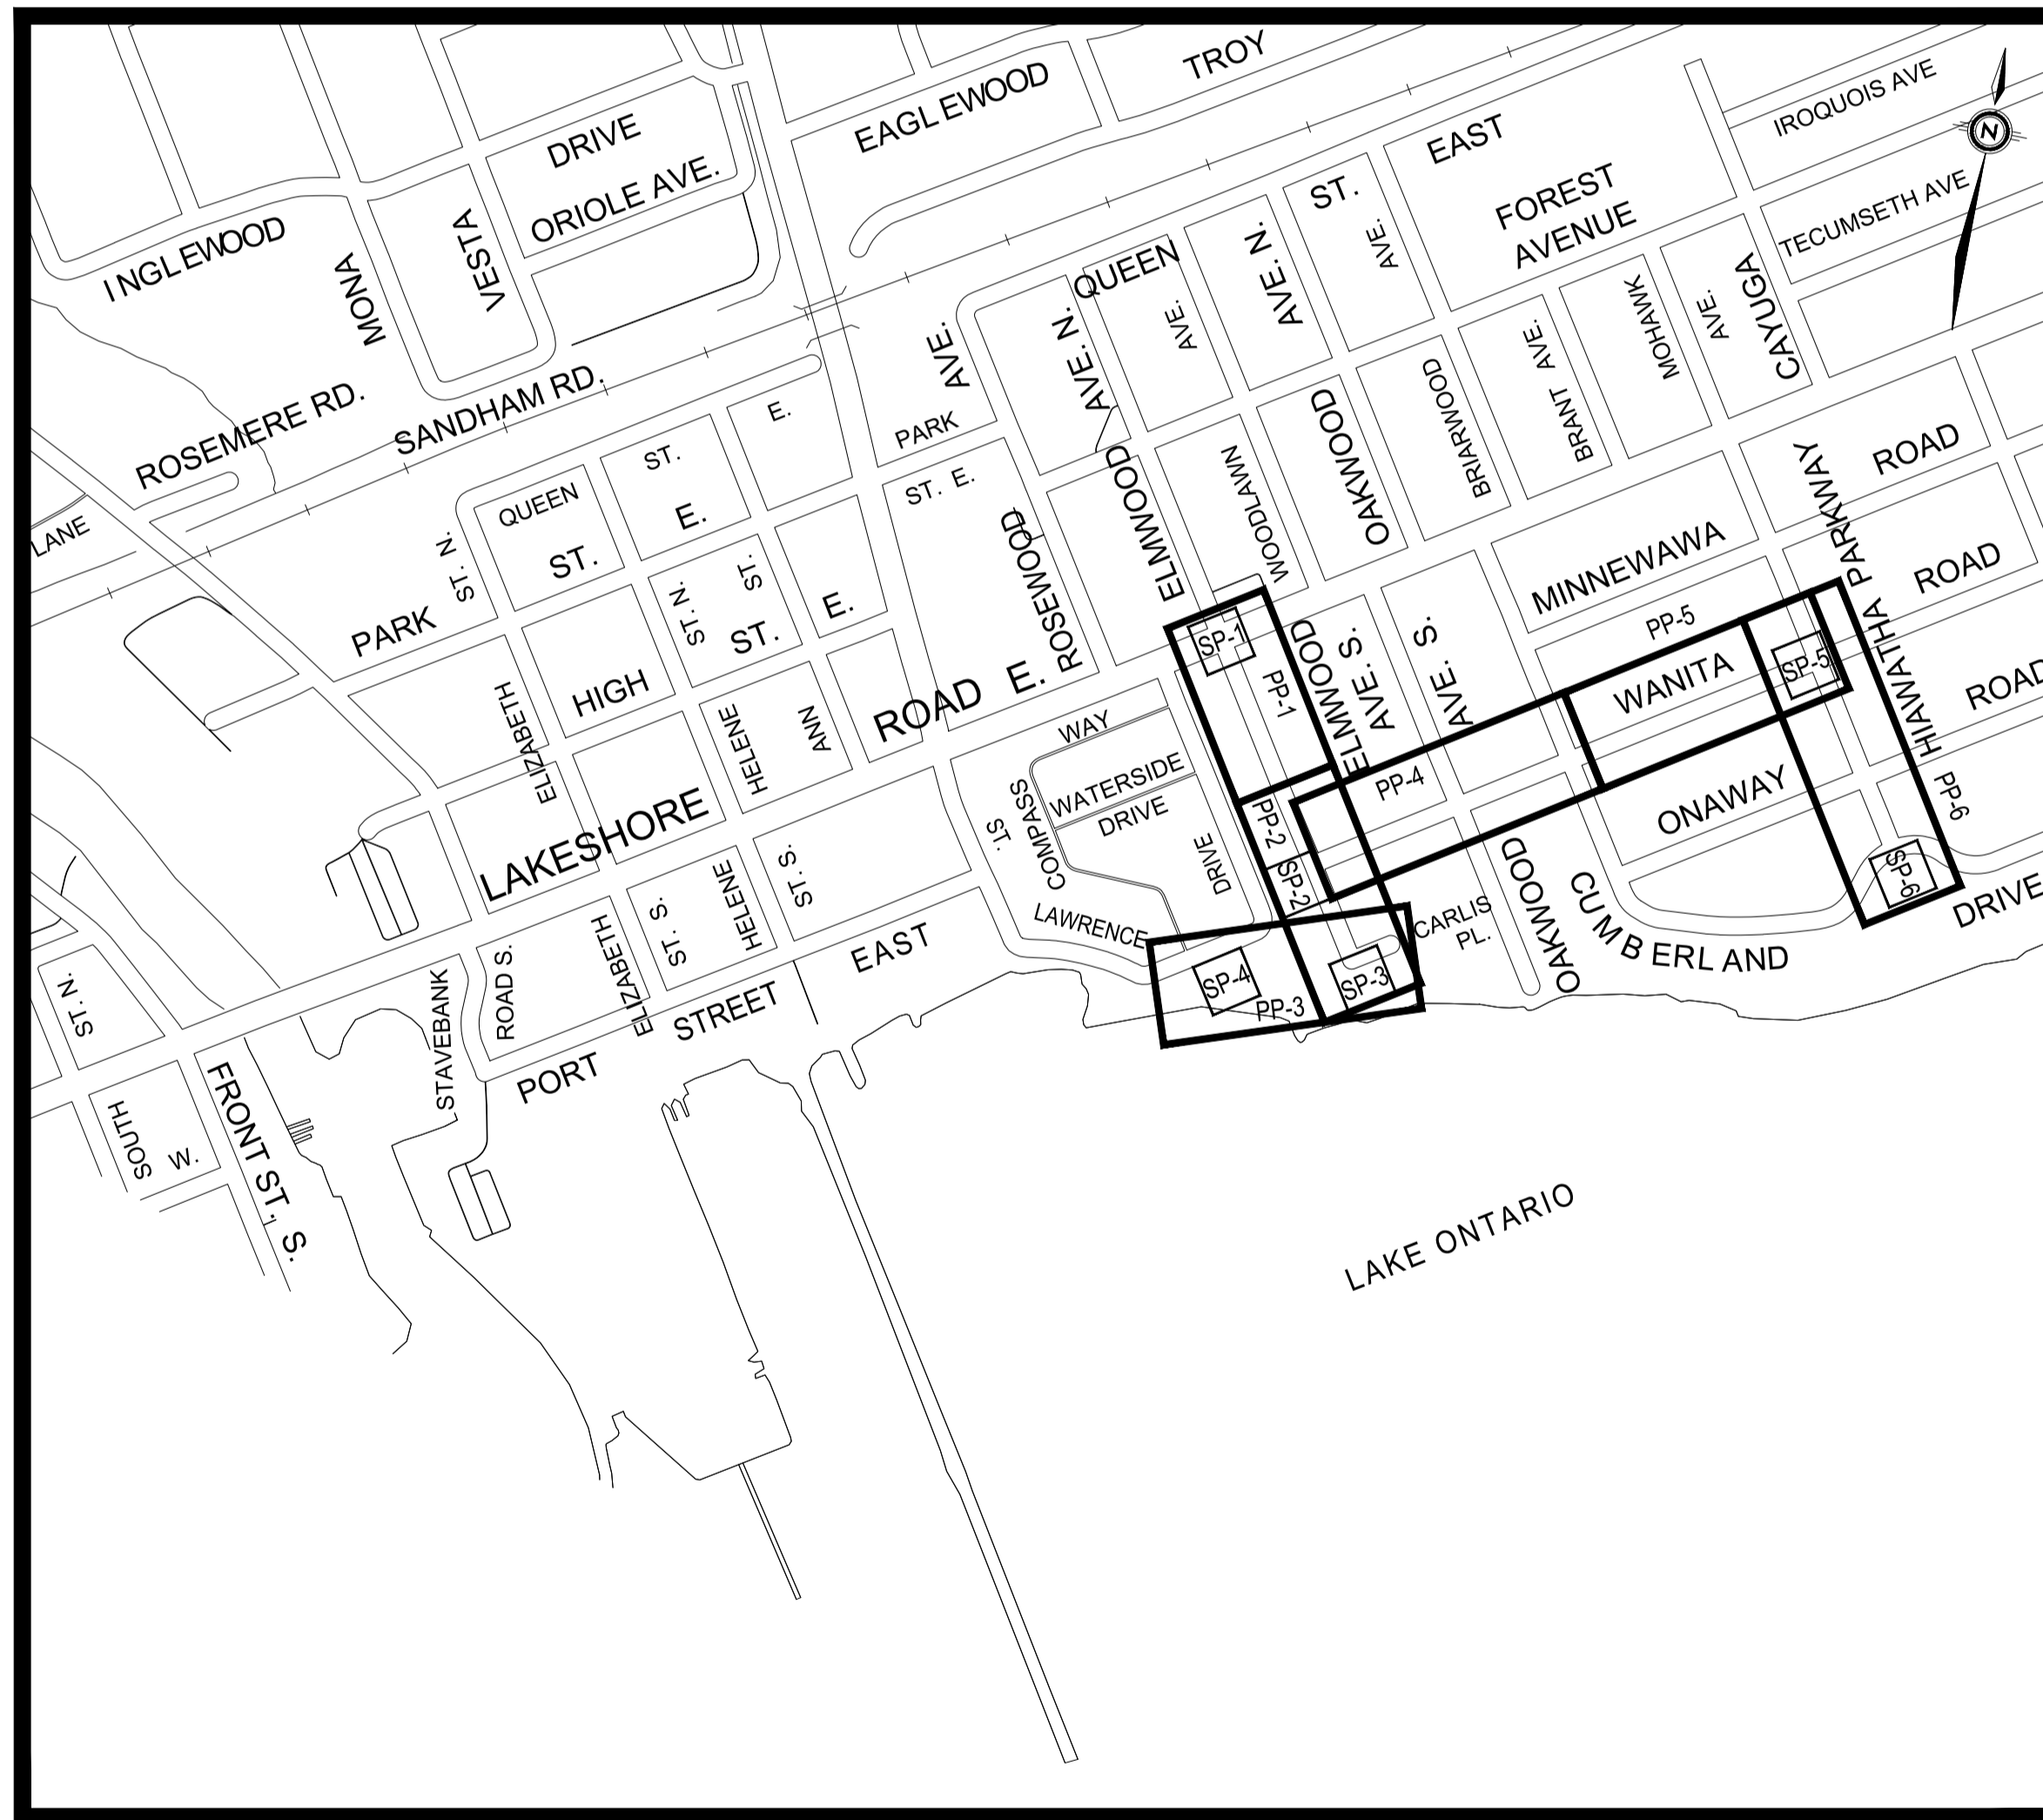 TROY
EAGLEWOOD
IROQUOIS AVE
N
DRIVE
EAST
ORIOLE AVE.
ST.
FOREST
AVENUE
TECUMSETH AVE
INGLEWOOD
MONA
VESTA
QUEEN
AVE. N.
AVE.
AVE.
AVE. N.
AVE.
BRANT AVE.
MOHAWK
AVE.
CAYUGA
ROSEMERE RD.
SANDHAM RD.
E.
PARK
ST. E.
ROSEWOOD
ELMWOOD
WOODLAWN
OAKWOOD
BRIARWOOD
ROAD
LANE
QUEEN
ST.
E.
ST. N.
ST.
ST. N.
ST.
E.
ST.
PARK
MINNEWAWA
HIAWATHA PARKWAY
ROAD
PP-5
WANITA
SP-5
ROAD
SP-1
PP-1
ELMWOOD
AVE. S.
ELMWOOD
AVE. S.
ROSEWOOD
ROAD E.
HIGH
ELIZABETH
HELENE
ANN
WAY
WATERSIDE
DRIVE
COMPASS
ST.
DRIVE
LAWRENCE
PP-2
SP-2
PP-4
ONAWAY
PP-6
SP-6
DRIVE
LAKESHORE
ST. S.
HELENE
ELIZABETH
ST. S.
CARLIS
PL.
OAKWOOD
CUMBERLAND
EAST
STREET
PORT
SP-4
PP-3
SP-3
ST. N.
STAVEBANK
ROAD S.
SOUTH
W.
FRONT ST. S.
LAKE ONTARIO